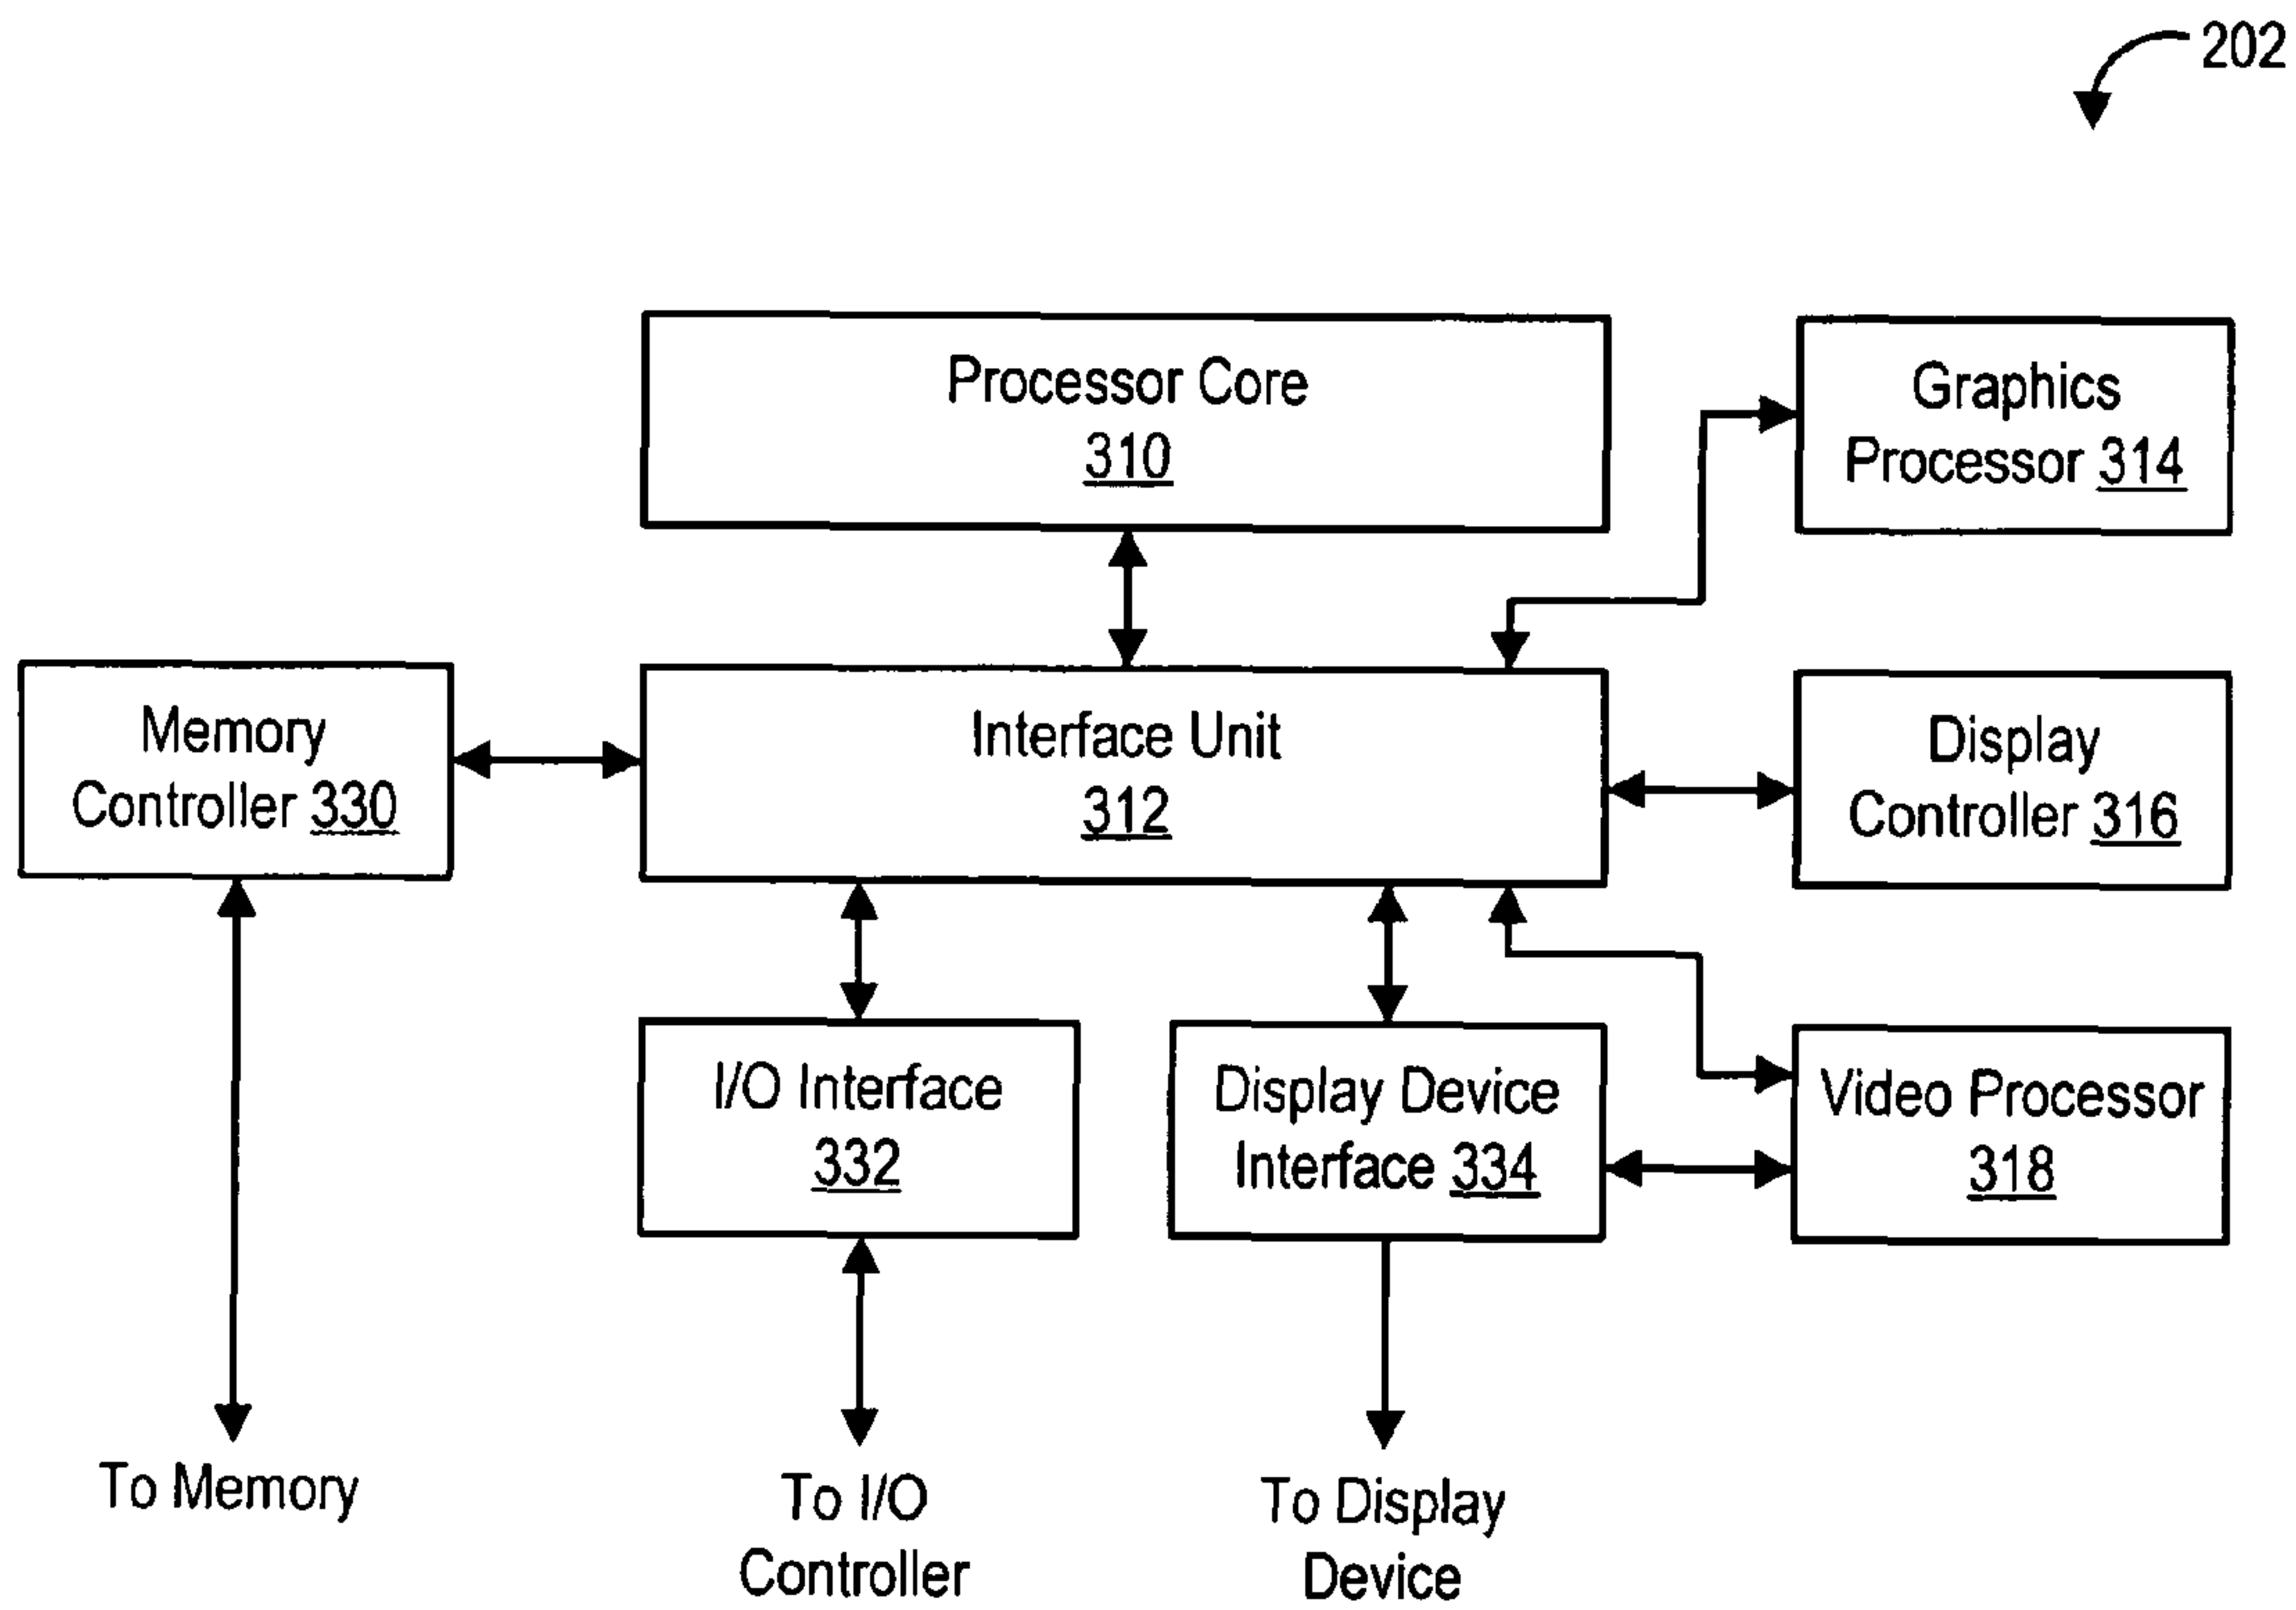 202
Processor Core
310
Graphics
Processor 314
Memory
Controller 330
Interface Unit
312
Display
Controller 316
I/O Interface
332
Display Device
Interface 334
Video Processor
318
To Memory
To I/O
Controller
To Display
Device